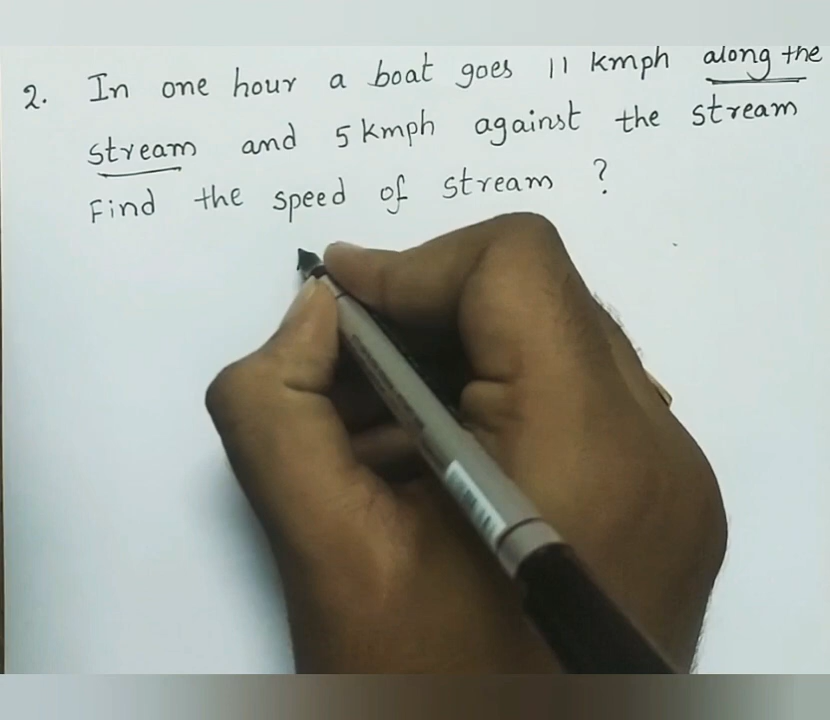 2. In one hour a boat goes 11 kmph along the
stream and 5 kmph against the stream
Find the speed of stream ?